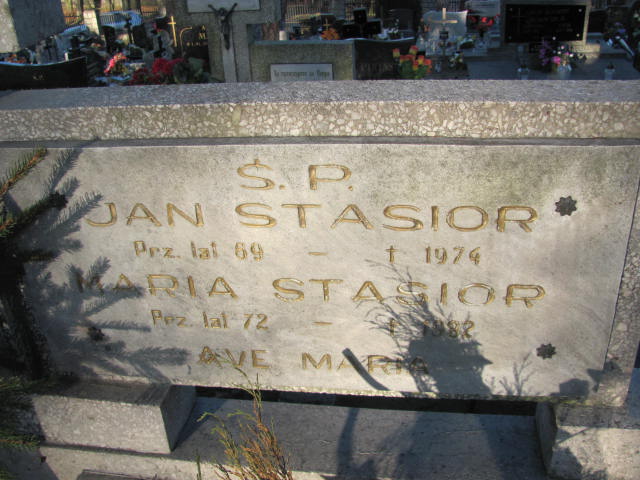 Ś. P.
JAN STASIOR
Prz. lat 69 – † 1974
MARIA STASIOR
Prz. lat 72 – † 1982
AVE MARIA